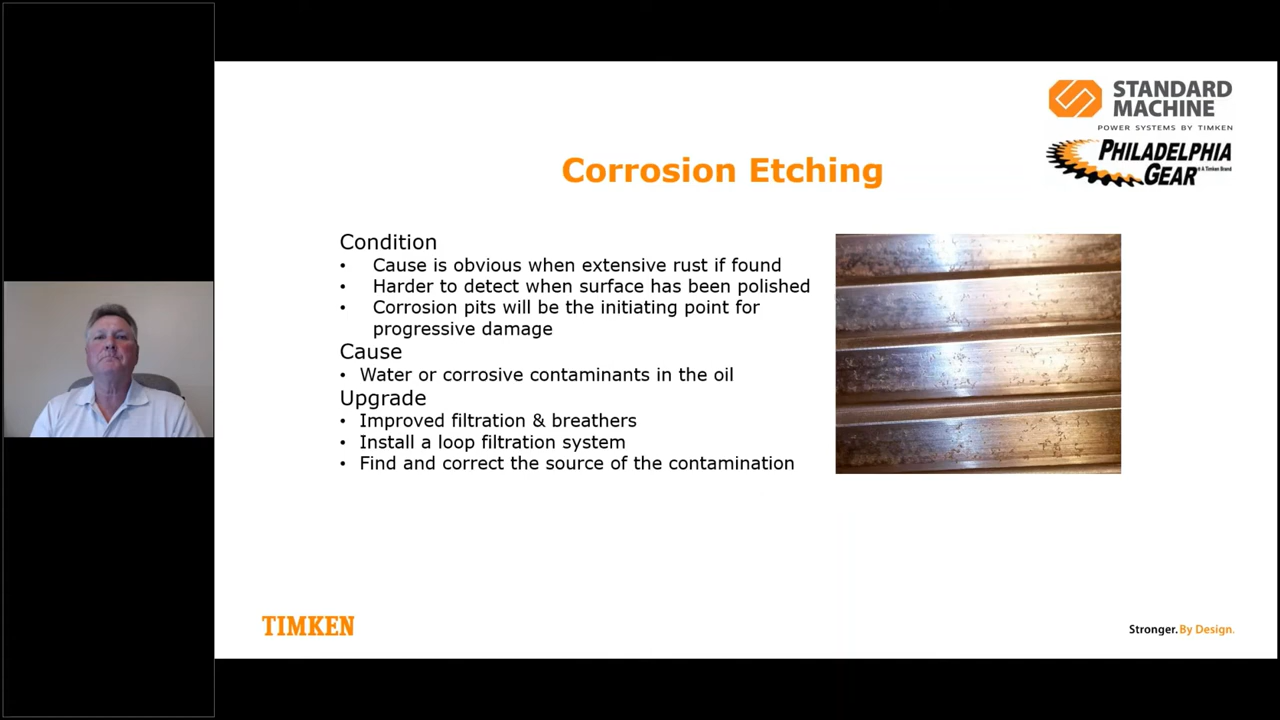 STANDARD
MACHINE
POWER SYSTEMS BY TIMKEN
PHILADELPHIA
GEAR
A Timken Brand
Corrosion Etching
Condition
• Cause is obvious when extensive rust if found
• Harder to detect when surface has been polished
• Corrosion pits will be the initiating point for
progressive damage
Cause
• Water or corrosive contaminants in the oil
Upgrade
• Improved filtration & breathers
• Install a loop filtration system
• Find and correct the source of the contamination
TIMKEN
Stronger. By Design.